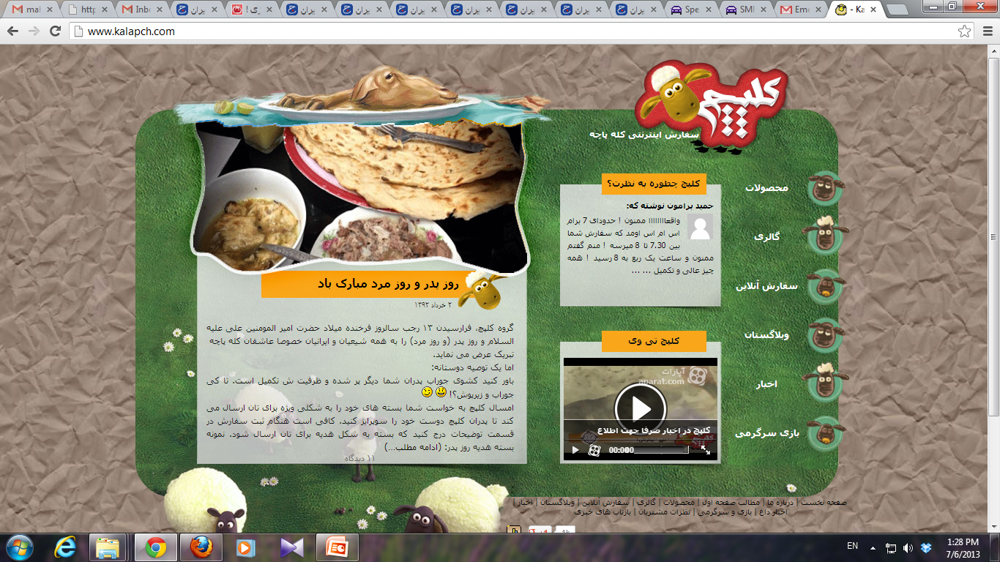 mal
http
Inbo
یران
یران
ری !
یران
یران
یران
یران
یران
یران
یران
Spe
SMI
Eme
- Ka
www.kalapch.com
کلپچ
سفارش اینترنتی کله پاچه
محصولات
گالری
سفارش آنلاین
وبلاگستان
اخبار
بازی سرگرمی
کلپچ چطوره به نظرت؟
حمید برامون نوشته که:
واقعاااااااا ممنون ! حدودای 7 برام
اس ام اس اومد که سفارش شما
بین 7.30 تا 8 میرسه ! منم گفتم
ممنون و ساعت یک ربع به 8 رسید ! همه
چیز عالی و تکمیل ... ...
کلپچ تی وی
آپارات
aparat.com
کلپچ در اخبار صرفا جهت اطلاع
00:00
روز پدر و روز مرد مبارک باد
۲ خرداد ۱۳۹۲
گروه کلپچ، فرارسیدن ۱۳ رجب سالروز فرخنده میلاد حضرت امیر المومنین علی علیه
السلام و روز پدر (و روز مرد) را به همه شیعیان و ایرانیان خصوصا عاشقان کله پاچه
تبریک عرض می نماید.
اما یک توصیه دوستانه:
باور کنید کشوی جوراب پدران شما دیگر پر شده و ظرفیت ش تکمیل است. تا کی
جوراب و زیرپوش؟!
امسال کلپچ به خواست شما بسته های خود را به شکلی ویژه برای تان ارسال می
کند تا پدران کلپچ دوست خود را سورپرایز کنید. کافی است هنگام ثبت سفارش در
قسمت توضیحات درج کنید که بسته به شکل هدیه برای تان ارسال شود. نمونه
بسته هدیه روز پدر: (ادامه مطلب...)
۱۱ دیدگاه
صفحه نخست | درباره ما | مطالب صفحه اول | محصولات | گالری | سفارش آنلاین | وبلاگستان | اخبار |
اخبار داغ | بازی و سرگرمی | نظرات مشتریان | بازتاب های خبری
EN
1:28 PM
7/6/2013